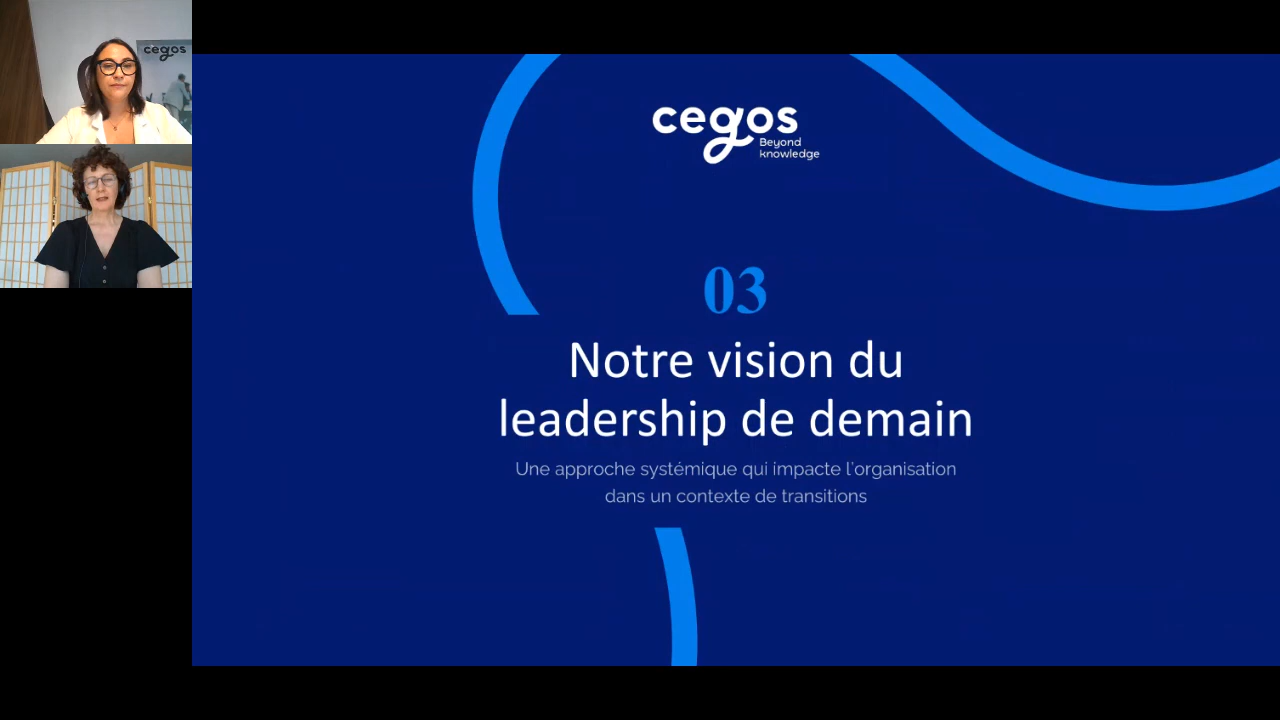 cegos
cegos
Beyond
knowledge
03
Notre vision du
leadership de demain
Une approche systémique qui impacte l'organisation
dans un contexte de transitions